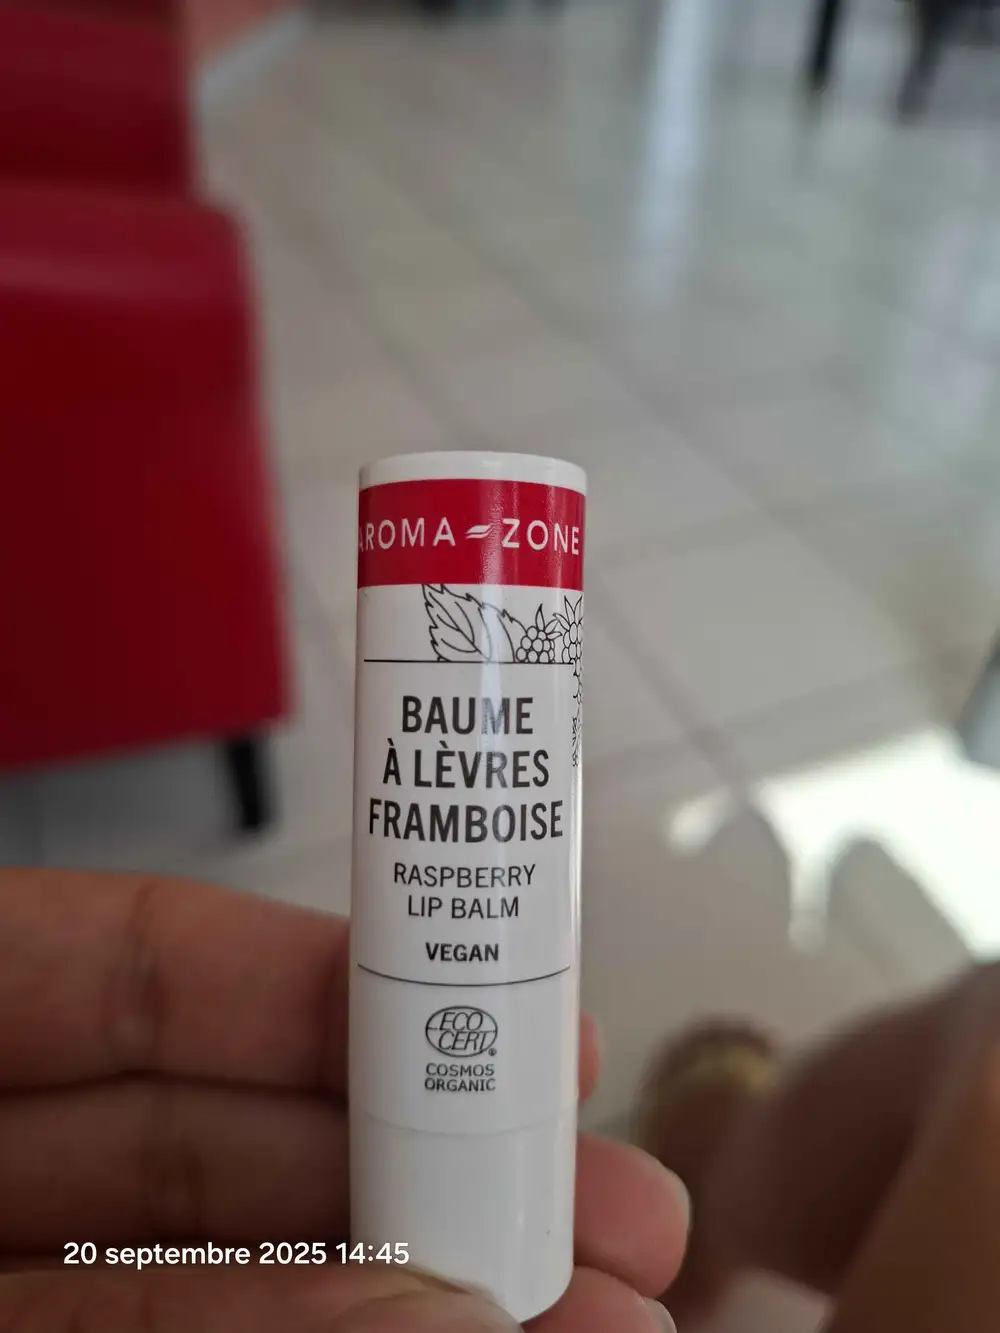 AROMA ZONE
BAUME
À LÈVRES
FRAMBOISE
RASPBERRY
LIP BALM
VEGAN
ECO
CERT®
COSMOS
ORGANIC
20 septembre 2025 14:45